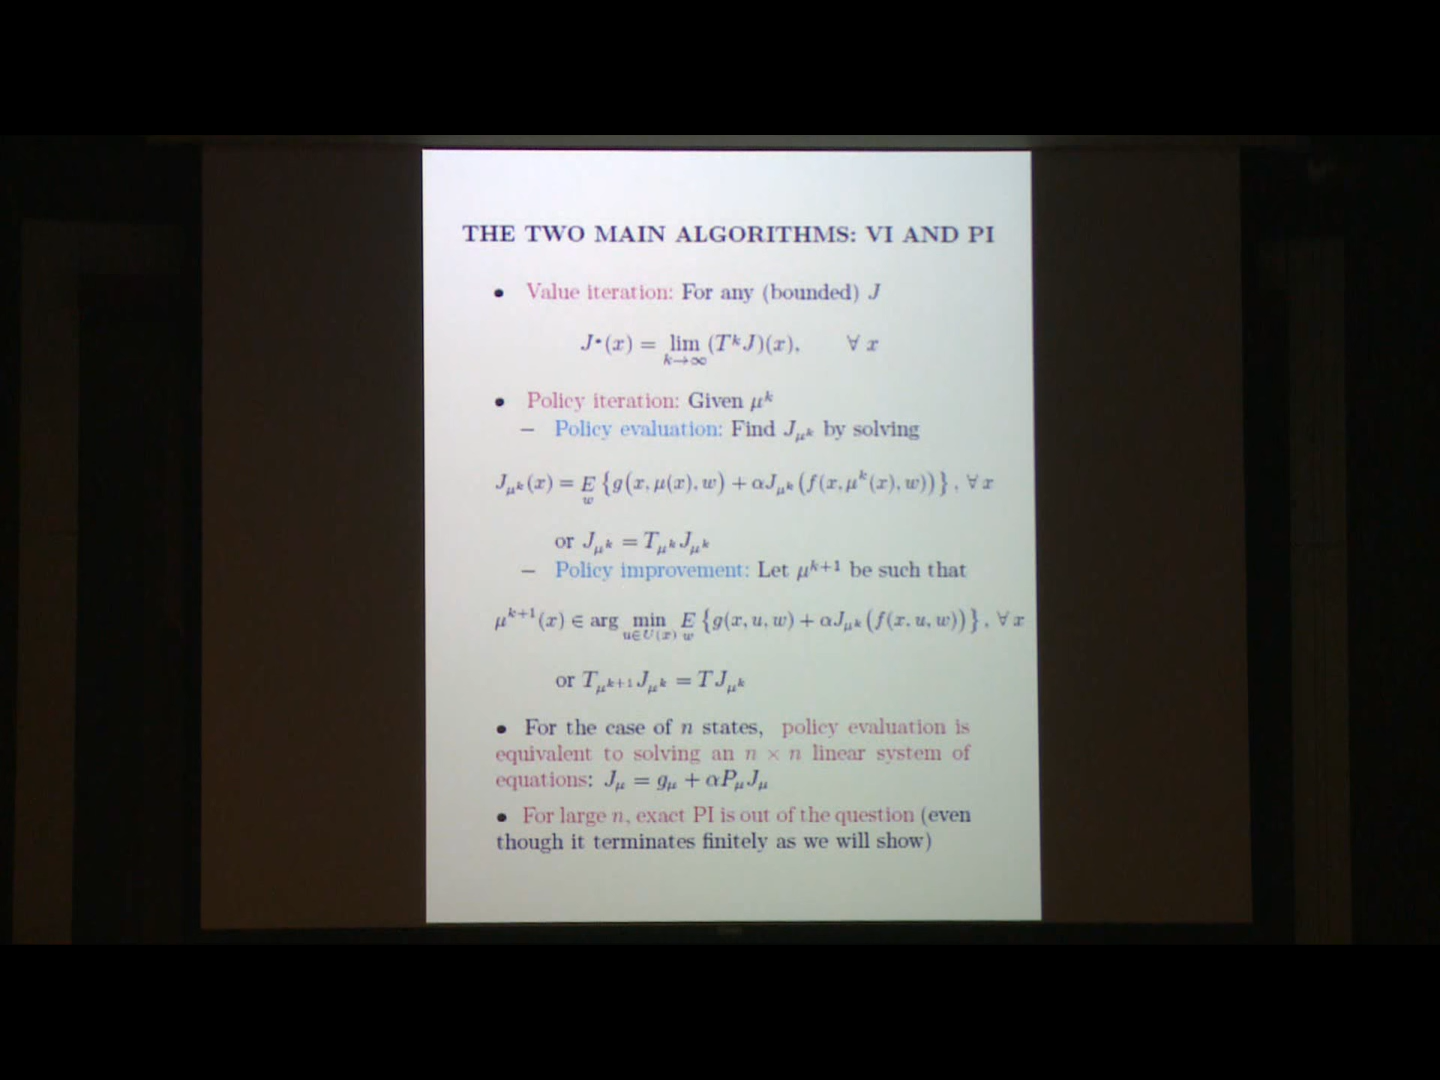 THE TWO MAIN ALGORITHMS: VI AND PI
• Value iteration: For any (bounded) J
J*(x) = lim_{k→∞} (T^k J)(x), ∀ x
• Policy iteration: Given μ^k
– Policy evaluation: Find J_{μ^k} by solving
J_{μ^k}(x) = E_w {g(x, μ(x), w) + αJ_{μ^k}(f(x, μ^k(x), w))}, ∀ x
or J_{μ^k} = T_{μ^k} J_{μ^k}
– Policy improvement: Let μ^{k+1} be such that
μ^{k+1}(x) ∈ arg min_{u∈U(x)} E_w {g(x, u, w) + αJ_{μ^k}(f(x, u, w))}, ∀ x
or T_{μ^{k+1}} J_{μ^k} = T J_{μ^k}
• For the case of n states, policy evaluation is
equivalent to solving an n × n linear system of
equations: J_μ = g_μ + αP_μ J_μ
• For large n, exact PI is out of the question (even
though it terminates finitely as we will show)